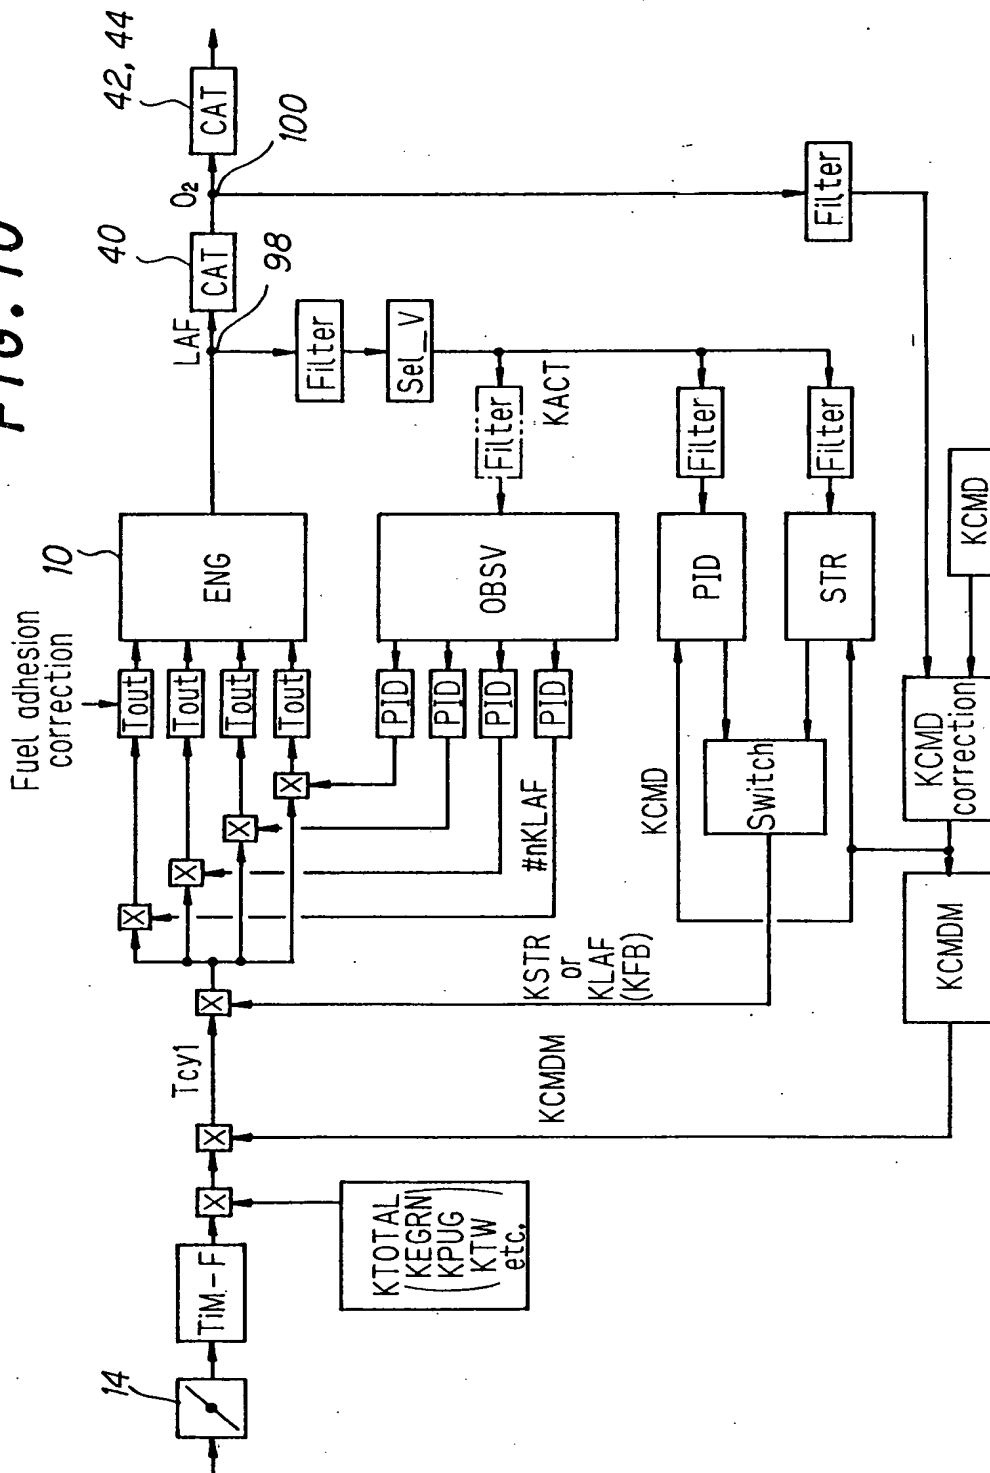 FIG.10
14
TiM-F
X
X
Tcyl
X
X
X
X
X
Fuel adhesion
correction
Tout
Tout
Tout
Tout
10
ENG
LAF
98
40
CAT
O2
100
42, 44
CAT
KTOTAL
(KEGRN
KPUG
KTW)
etc,
KCMDM
KSTR
or
KLAF
(KFB)
#nKLAF
PID
PID
PID
PID
OBSV
Filter
Filter
Sel_V
KACT
KCMD
Switch
PID
STR
Filter
Filter
Filter
KCMDM
KCMD
correction
KCMD